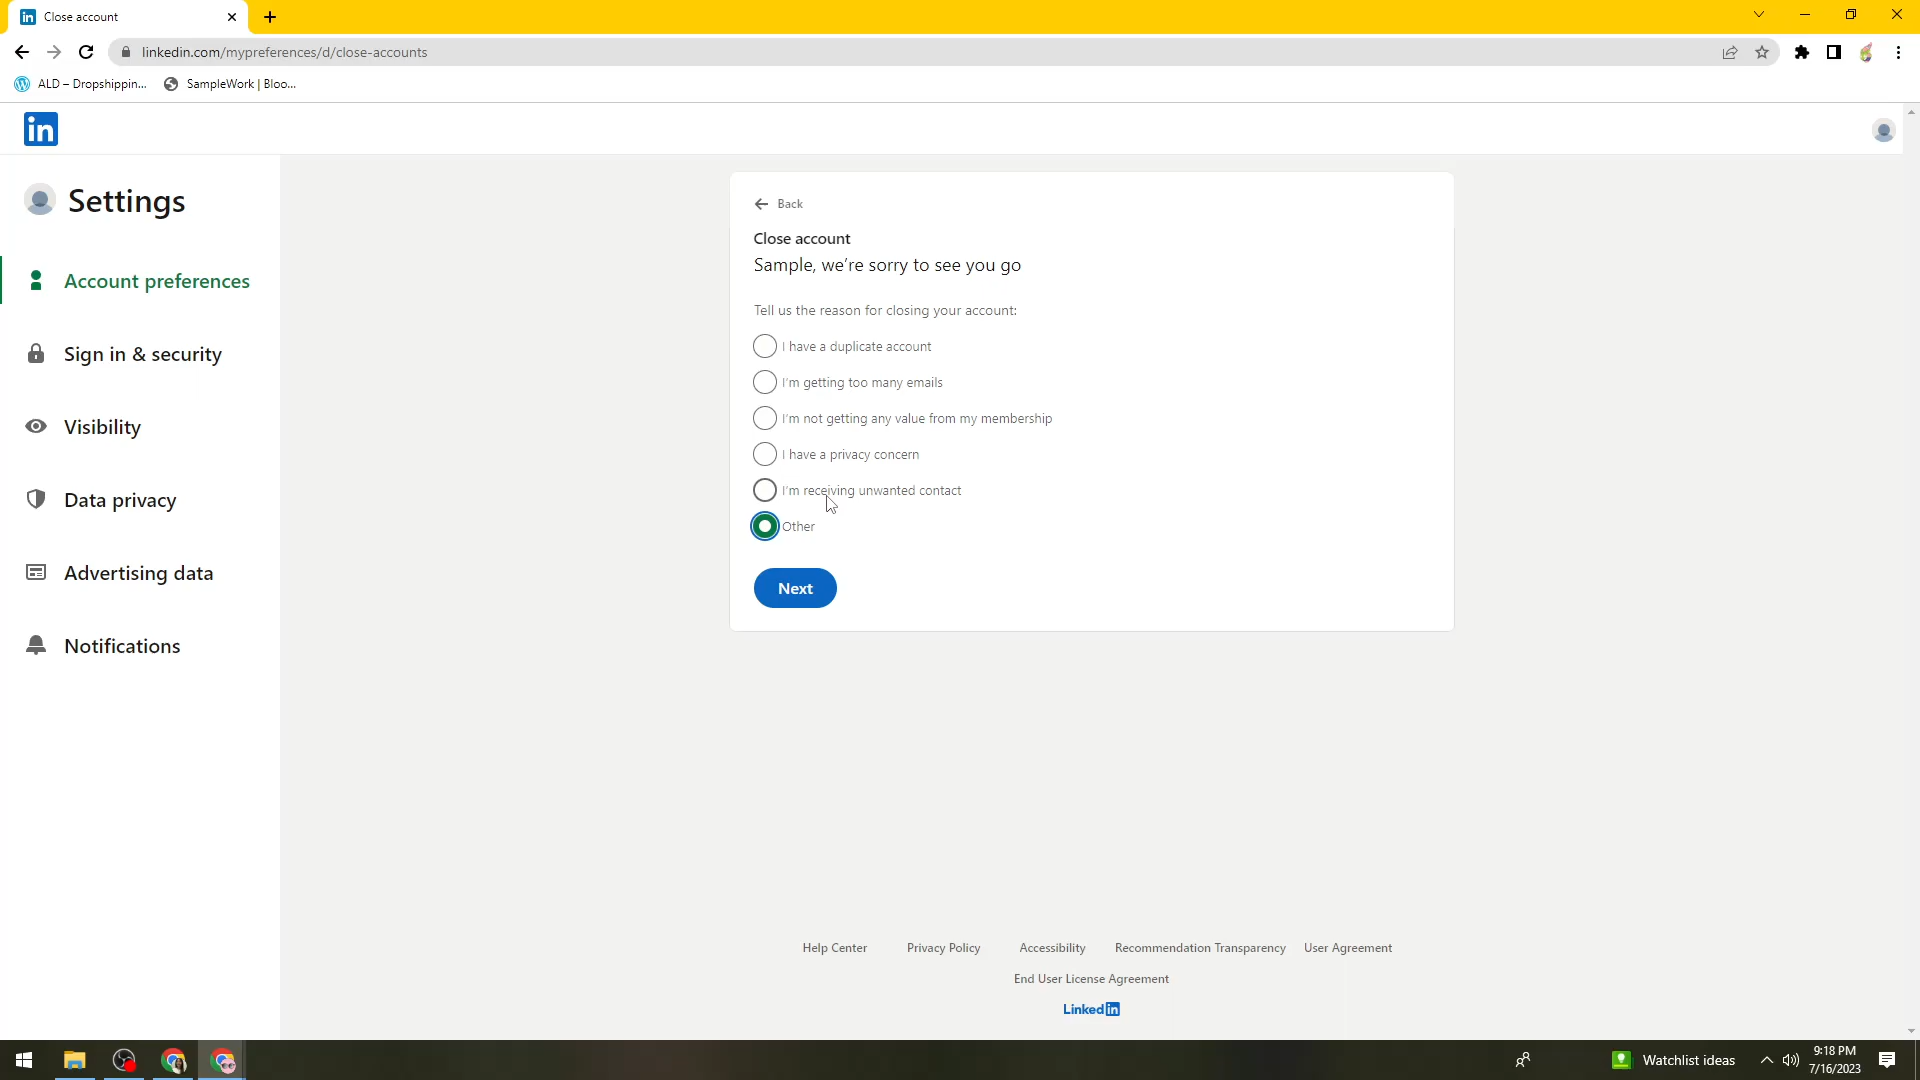 Close account
linkedin.com/mypreferences/d/close-accounts
ALD – Dropshippin...
SampleWork | Bloo...
in
Settings
Account preferences
Sign in & security
Visibility
Data privacy
Advertising data
Notifications
Back
Close account
Sample, we’re sorry to see you go
Tell us the reason for closing your account:
I have a duplicate account
I’m getting too many emails
I’m not getting any value from my membership
I have a privacy concern
I’m receiving unwanted contact
Other
Next
Help Center Privacy Policy Accessibility Recommendation Transparency User Agreement
End User License Agreement
Linkedin
Watchlist ideas
9:18 PM
7/16/2023